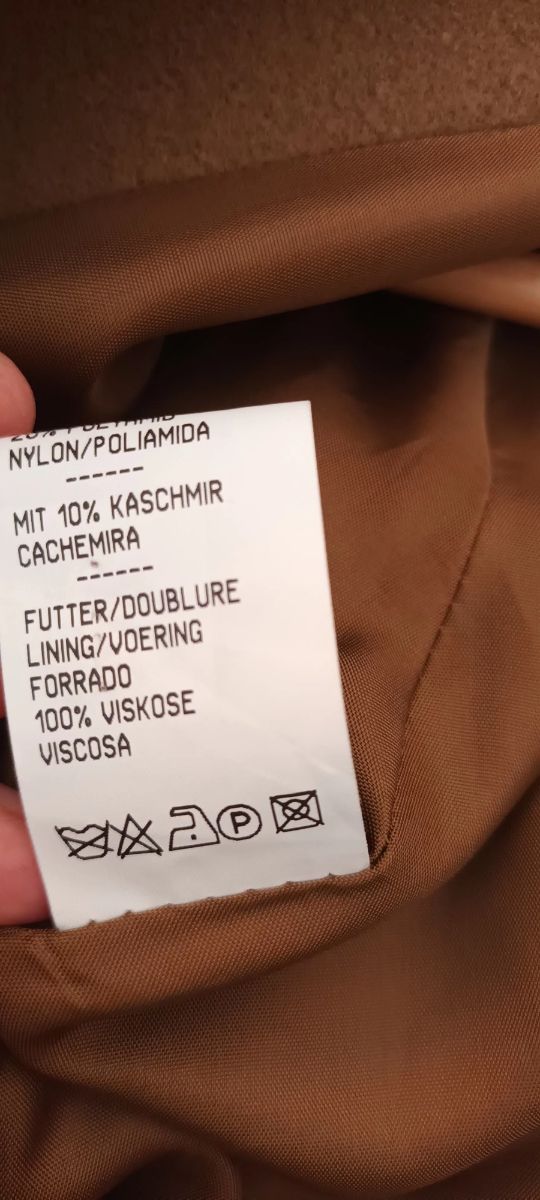 NYLON/POLIAMIDA
------
MIT 10% KASCHMIR
CACHEMIRA
------
FUTTER/DOUBLURE
LINING/VOERING
FORRADO
100% VISKOSE
VISCOSA
P